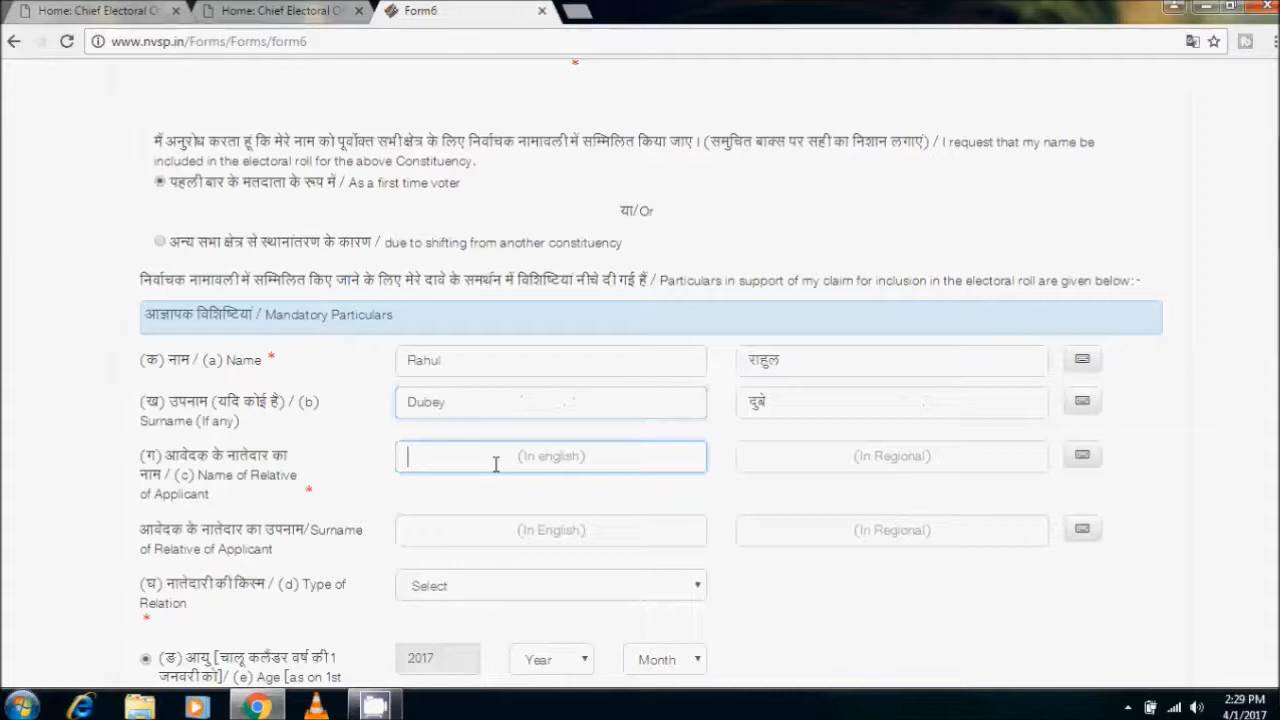 Home: Chief Electoral O
Home: Chief Electoral O
Form6
www.nvsp.in/Forms/Forms/form6
*
मैं अनुरोध करता हूं कि मेरे नाम को पूर्वोक्त सभी क्षेत्र के लिए निर्वाचक नामावली में सम्मिलित किया जाए । (समुचित बाक्स पर सही का निशान लगाएं) / I request that my name be
included in the electoral roll for the above Constituency.
पहली बार के मतदाता के रूप में / As a first time voter
या/Or
अन्य सभा क्षेत्र से स्थानांतरण के कारण / due to shifting from another constituency
निर्वाचक नामावली में सम्मिलित किए जाने के लिए मेरे दावे के समर्थन में विशिष्टियां नीचे दी गई हैं / Particulars in support of my claim for inclusion in the electoral roll are given below:-
आज्ञापक विशिष्टियां / Mandatory Particulars
(क) नाम / (a) Name * Rahul राहुल
(ख) उपनाम (यदि कोई है) / (b) Dubey दुबे
Surname (If any)
(ग) आवेदक के नातेदार का (In english) (In Regional)
नाम / (c) Name of Relative
of Applicant *
आवेदक के नातेदार का उपनाम/Surname (In English) (In Regional)
of Relative of Applicant
(घ) नातेदारी की किस्म / (d) Type of Select
Relation
*
(ङ) आयु [चालू कलैंडर वर्ष की 1 2017 Year Month
जनवरी को]/ (e) Age [as on 1st
2:29 PM
4/1/2017